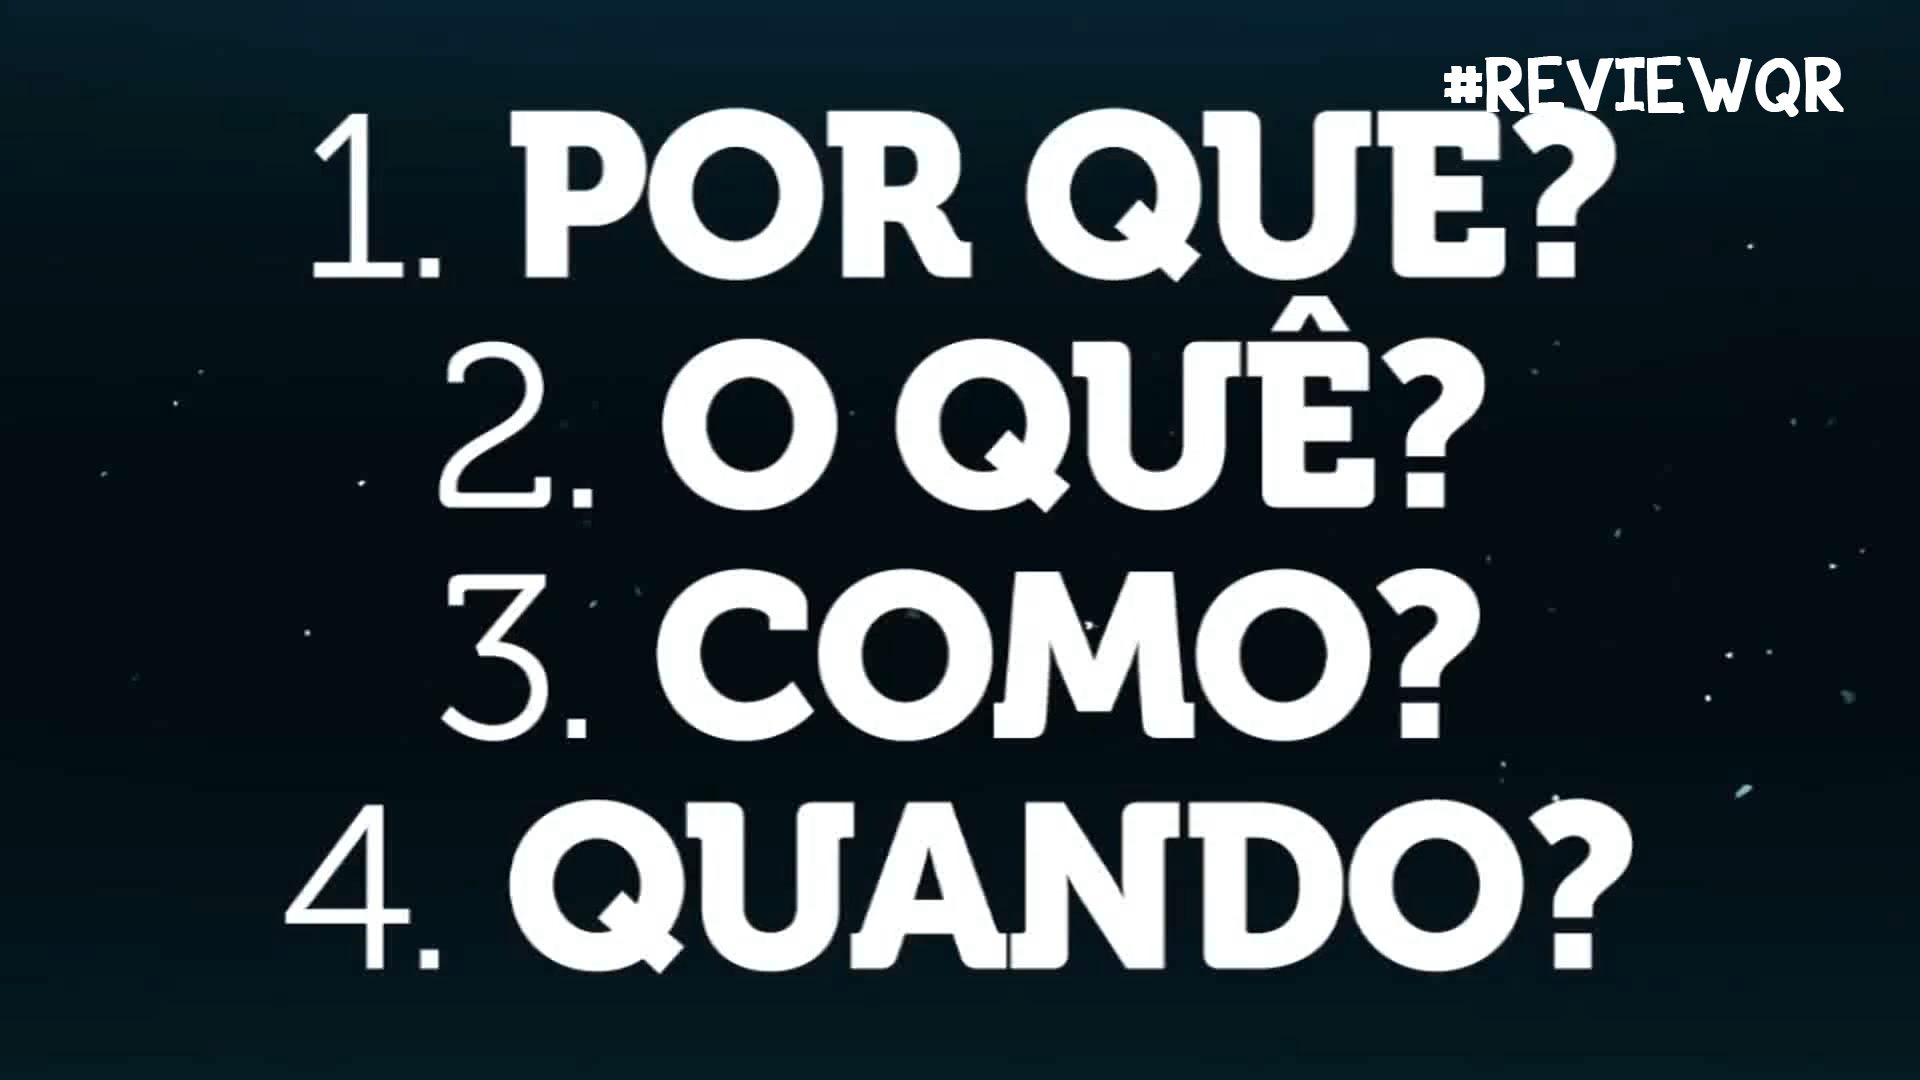 #REVIEWQR
1. POR QUE?
2. O QUÊ?
3. COMO?
4. QUANDO?